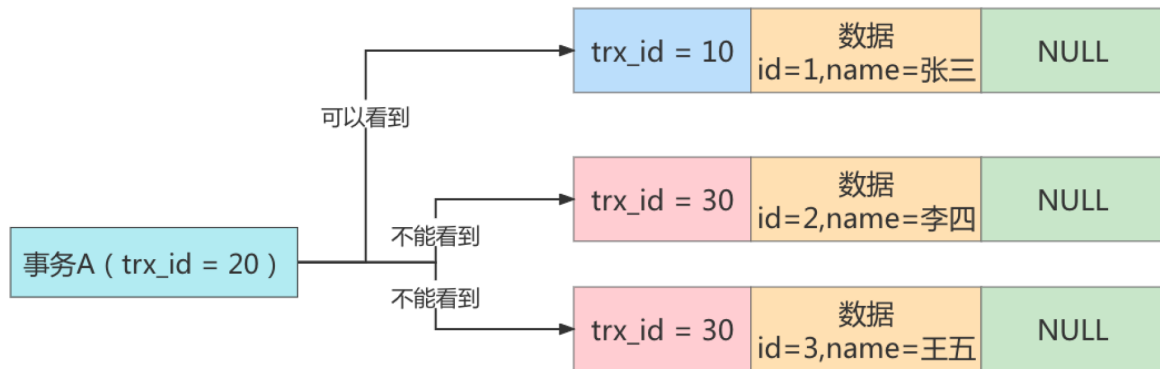 trx_id = 10
数据
id=1,name=张三
NULL
可以看到
trx_id = 30
数据
id=2,name=李四
NULL
不能看到
事务A（trx_id = 20）
不能看到
trx_id = 30
数据
id=3,name=王五
NULL